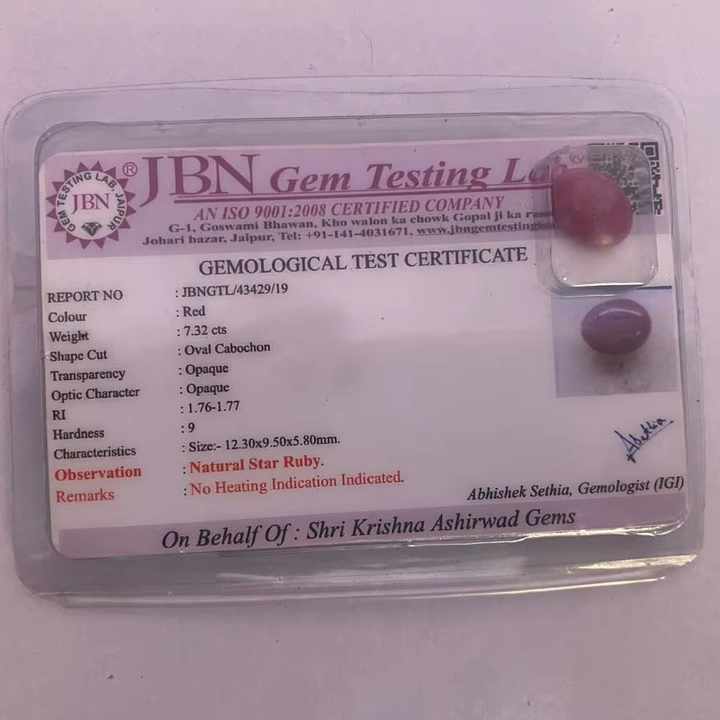 GEM TESTING LAB, JAIPUR
JBN
®
JBN Gem Testing
AN ISO 9001:2008 CERTIFIED COMPANY
G-1, Goswami Bhawan, Kho walon ka chowk Gopal ji ka
Johari bazar, Jaipur, Tel: +91-141-4031671, www.jbngemtesting
GEMOLOGICAL TEST CERTIFICATE
REPORT NO : JBNGTL/43429/19
Colour : Red
Weight : 7.32 cts
Shape Cut : Oval Cabochon
Transparency : Opaque
Optic Character : Opaque
RI : 1.76-1.77
Hardness : 9
Characteristics : Size:- 12.30x9.50x5.80mm.
Observation : Natural Star Ruby.
Remarks : No Heating Indication Indicated.
Abhishek Sethia, Gemologist (IGI)
On Behalf Of : Shri Krishna Ashirwad Gems